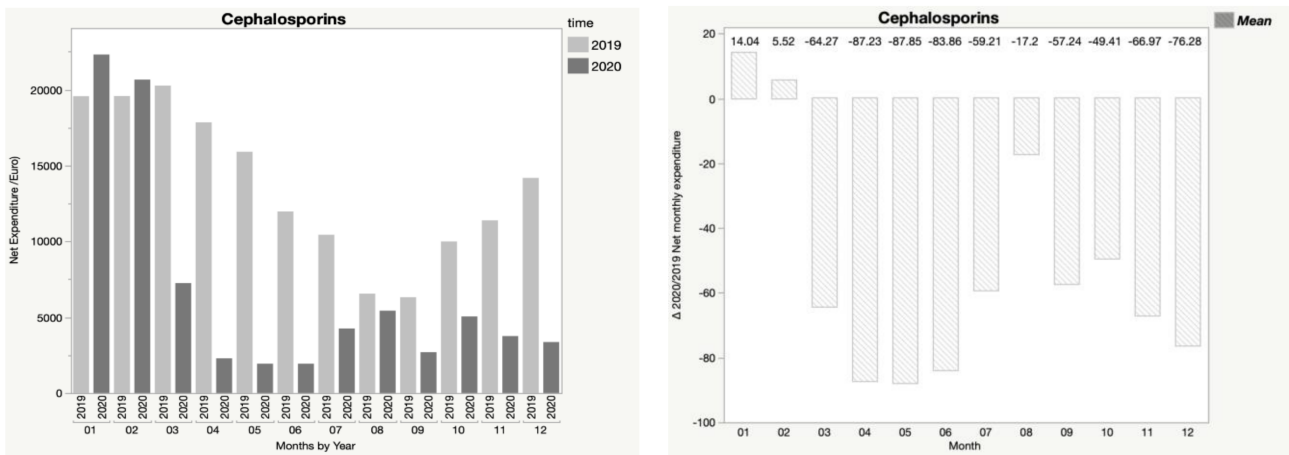 Cephalosporins
time
2019
2020
Net Expenditure /Euro)
20000
15000
10000
5000
0
2019 2020 2019 2020 2019 2020 2019 2020 2019 2020 2019 2020 2019 2020 2019 2020 2019 2020 2019 2020 2019 2020 2019 2020
01 02 03 04 05 06 07 08 09 10 11 12
Months by Year
Cephalosporins
Mean
14.04 5.52 -64.27 -87.23 -87.85 -83.86 -59.21 -17.2 -57.24 -49.41 -66.97 -76.28
Δ 2020/2019 Net monthly expenditure
20
0
-20
-40
-60
-80
-100
01 02 03 04 05 06 07 08 09 10 11 12
Month